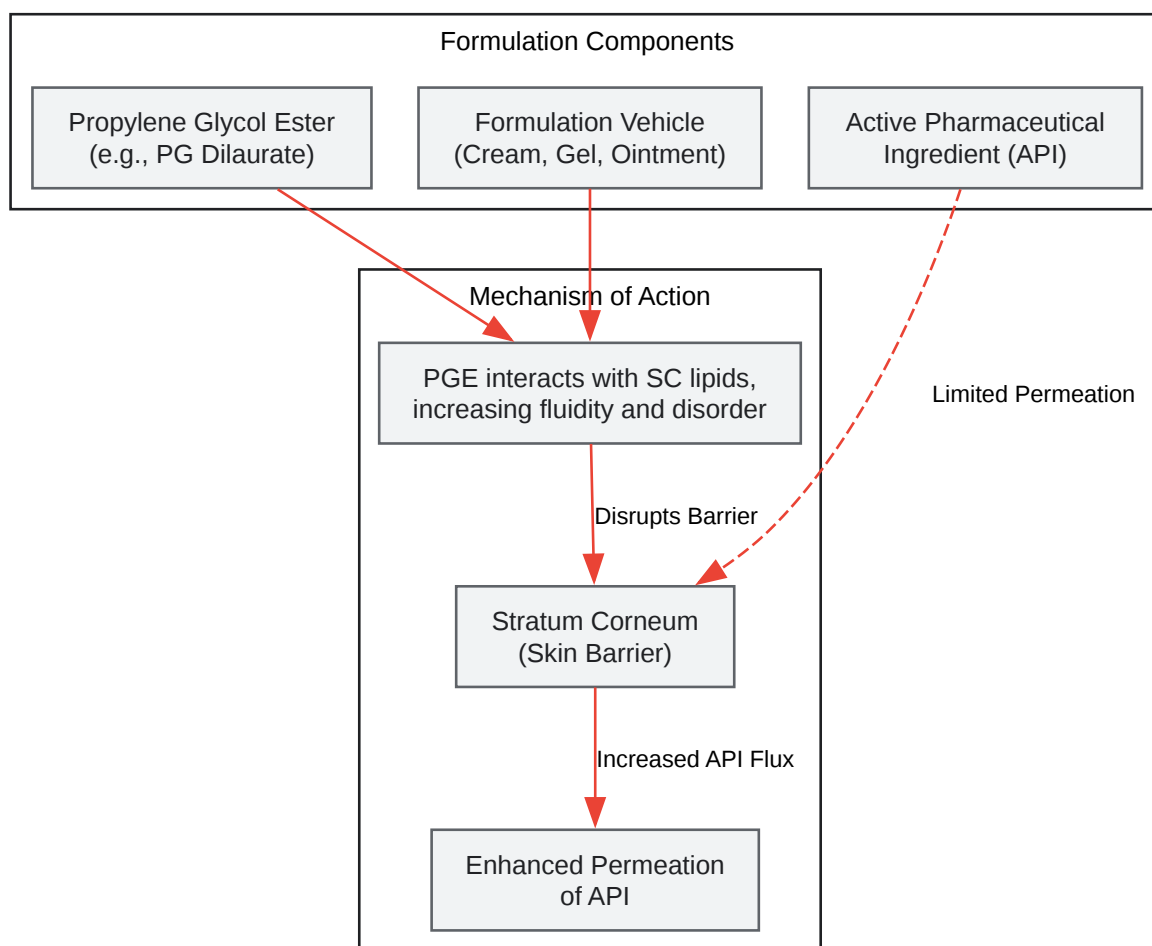 Formulation Components
Propylene Glycol Ester
(e.g., PG Dilaurate)
Formulation Vehicle
(Cream, Gel, Ointment)
Active Pharmaceutical
Ingredient (API)
Mechanism of Action
PGE interacts with SC lipids,
increasing fluidity and disorder
Limited Permeation
Disrupts Barrier
Stratum Corneum
(Skin Barrier)
Increased API Flux
Enhanced Permeation
of API